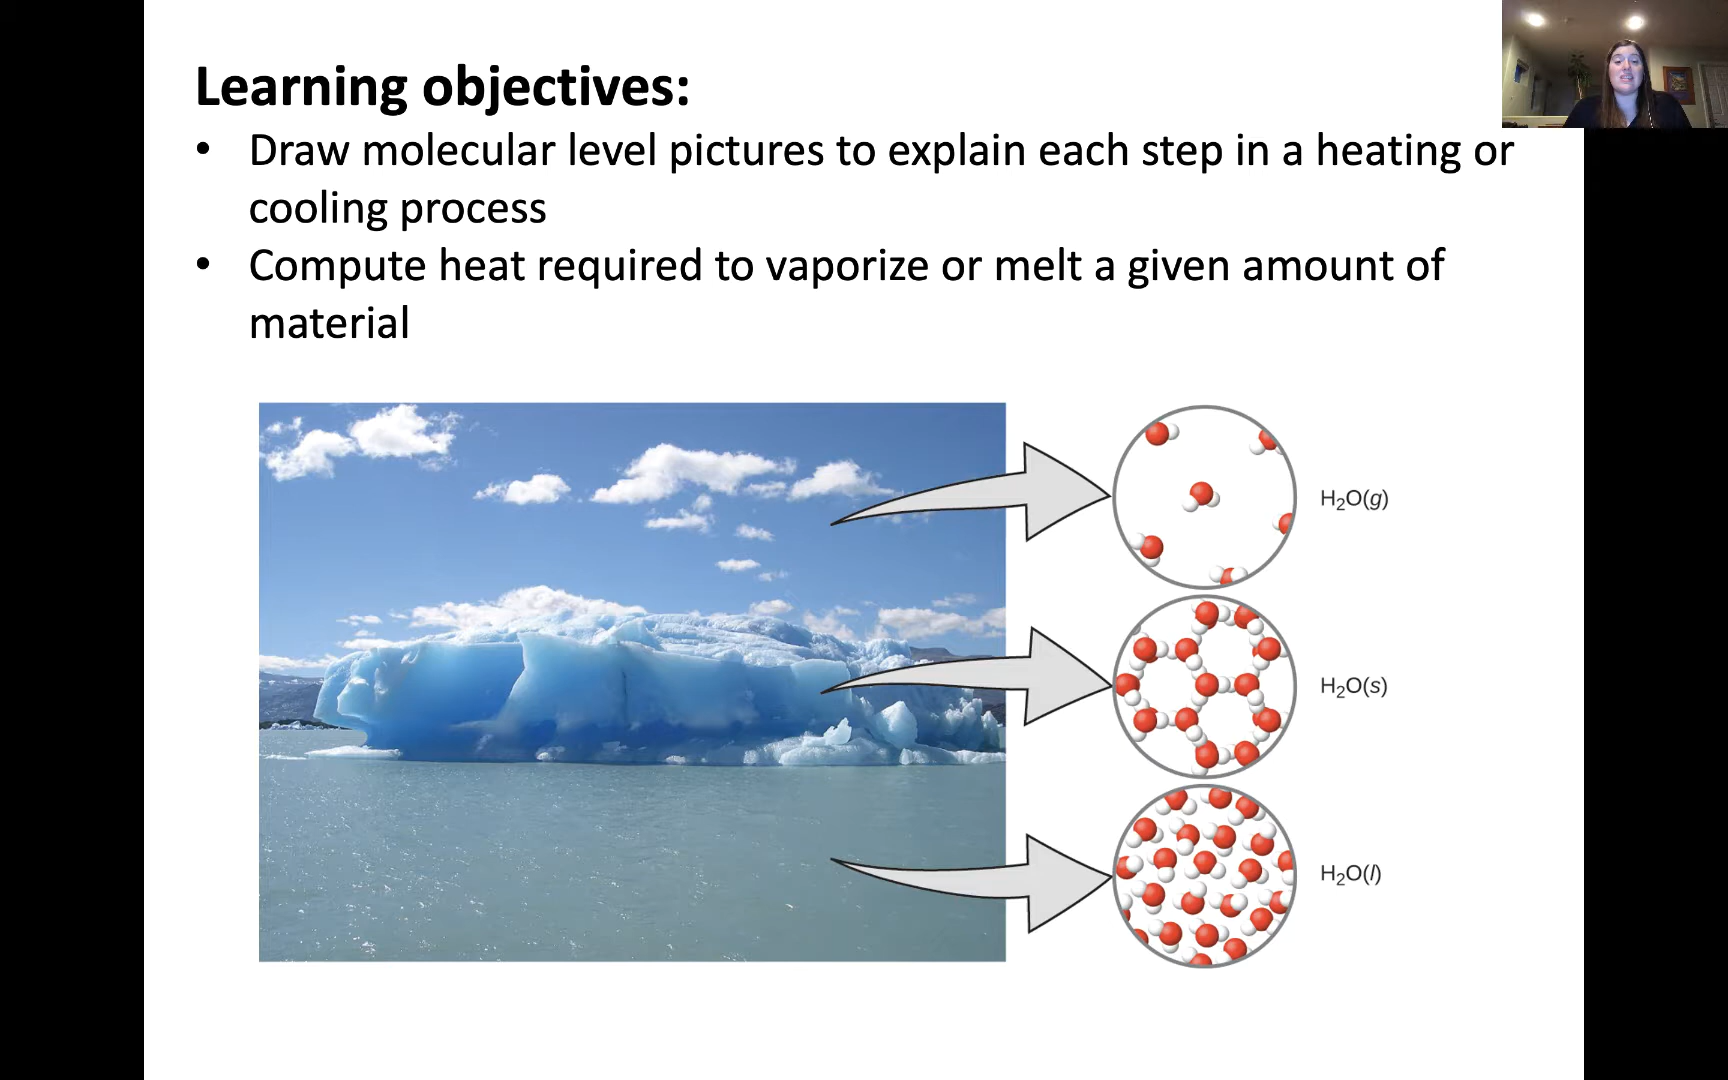 Learning objectives:
• Draw molecular level pictures to explain each step in a heating or
cooling process
• Compute heat required to vaporize or melt a given amount of
material
H₂O(g)
H₂O(s)
H₂O(l)